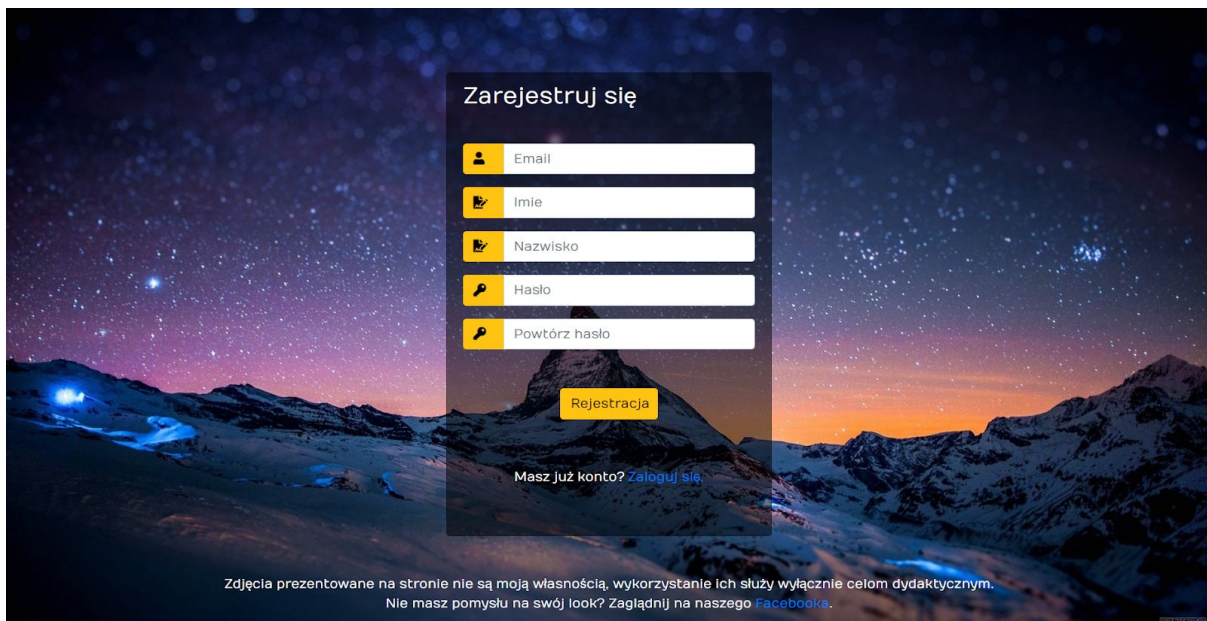 Zarejestruj się
Email
Imie
Nazwisko
Hasło
Powtórz hasło
Rejestracja
Masz już konto? Zaloguj się.
Zdjęcia prezentowane na stronie nie są moją własnością, wykorzystanie ich służy wyłącznie celom dydaktycznym.
Nie masz pomysłu na swój look? Zaglądnij na naszego Facebooka.